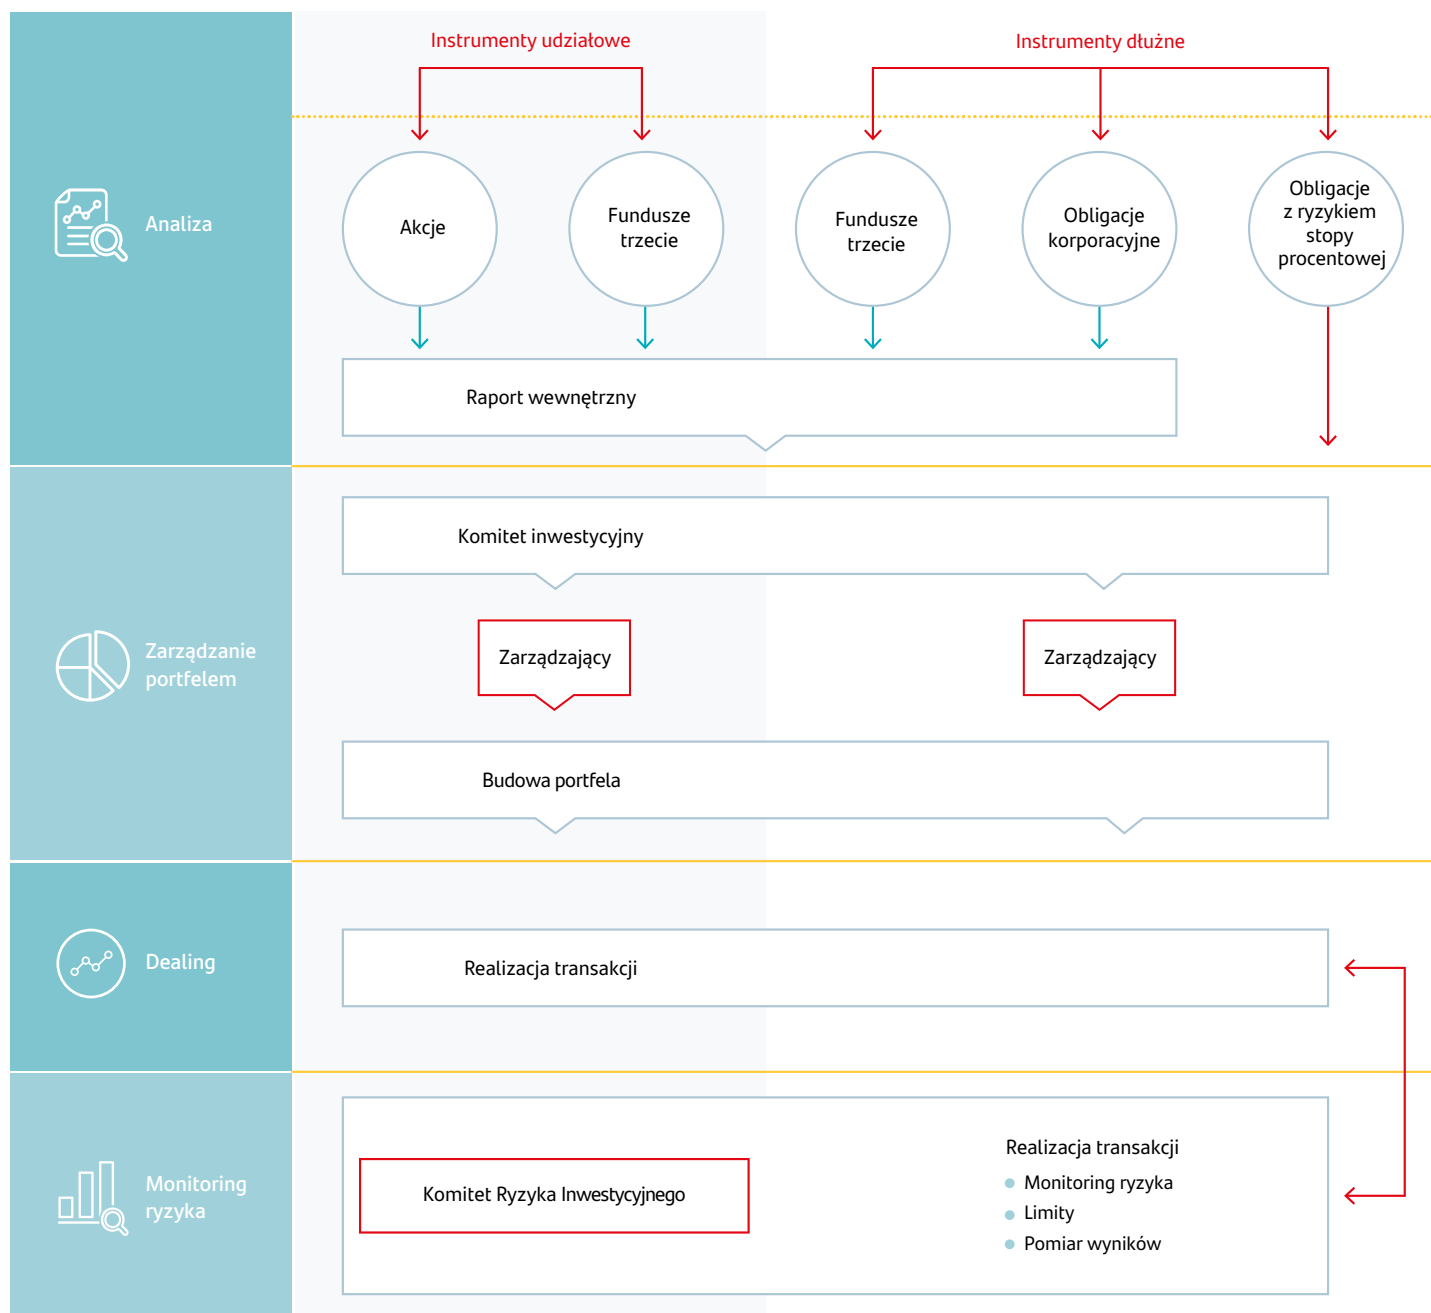 Instrumenty udziałowe
Instrumenty dłużne
Analiza
Akcje
Fundusze
trzecie
Fundusze
trzecie
Obligacje
korporacyjne
Obligacje
z ryzykiem
stopy
procentowej
Raport wewnętrzny
Zarządzanie
portfelem
Komitet inwestycyjny
Zarządzający
Zarządzający
Budowa portfela
Dealing
Realizacja transakcji
Monitoring
ryzyka
Komitet Ryzyka Inwestycyjnego
Realizacja transakcji
Monitoring ryzyka
Limity
Pomiar wyników